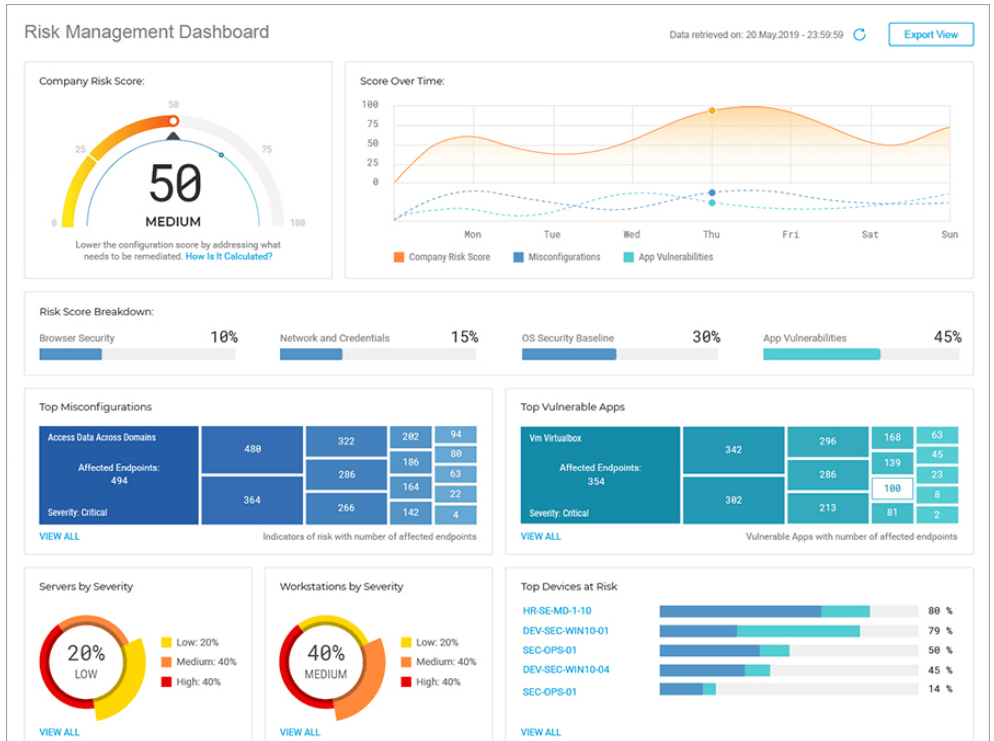 Risk Management Dashboard
Data retrieved on: 20.May.2019 - 23:59:59
Export View
Company Risk Score:
50
25
75
0
100
50
MEDIUM
Lower the configuration score by addressing what
needs to be remediated. How Is It Calculated?
Score Over Time:
100
75
50
25
0
Mon Tue Wed Thu Fri Sat Sun
Company Risk Score Misconfigurations App Vulnerabilities
Risk Score Breakdown:
Browser Security 10%
Network and Credentials 15%
OS Security Baseline 30%
App Vulnerabilities 45%
Top Misconfigurations
Access Data Across Domains
Affected Endpoints:
494
Severity: Critical
480
364
322
286
266
202
186
164
142
94
80
63
22
4
VIEW ALL
Indicators of risk with number of affected endpoints
Top Vulnerable Apps
Vm Virtualbox
Affected Endpoints:
354
Severity: Critical
342
302
296
286
213
168
139
100
81
63
45
23
8
2
VIEW ALL
Vulnerable Apps with number of affected endpoints
Servers by Severity
20%
LOW
Low: 20%
Medium: 40%
High: 40%
VIEW ALL
Workstations by Severity
40%
MEDIUM
Low: 20%
Medium: 40%
High: 40%
VIEW ALL
Top Devices at Risk
HR-SE-MD-1-10 80 %
DEV-SEC-WIN10-01 79 %
SEC-OPS-01 50 %
DEV-SEC-WIN10-04 45 %
SEC-OPS-01 14 %
VIEW ALL